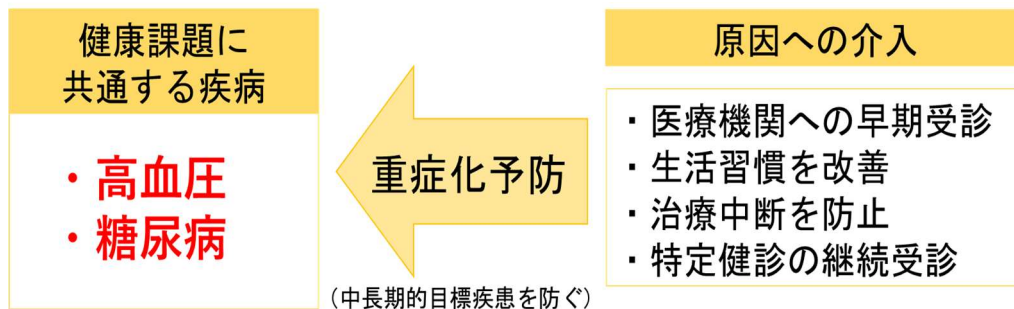 健康課題に
共通する疾病
・高血圧
・糖尿病
重症化予防
(中長期的目標疾患を防ぐ)
原因への介入
・医療機関への早期受診
・生活習慣を改善
・治療中断を防止
・特定健診の継続受診